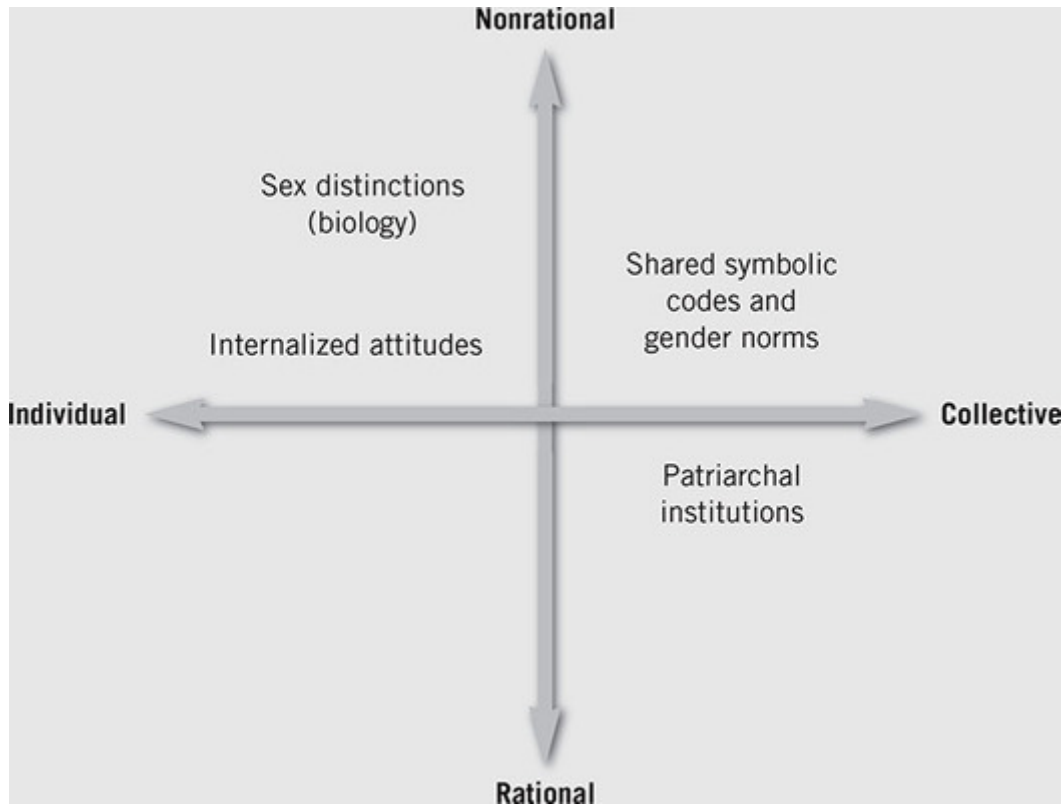 Nonrational
Sex distinctions
(biology)
Shared symbolic
codes and
gender norms
Internalized attitudes
Individual
Collective
Patriarchal
institutions
Rational